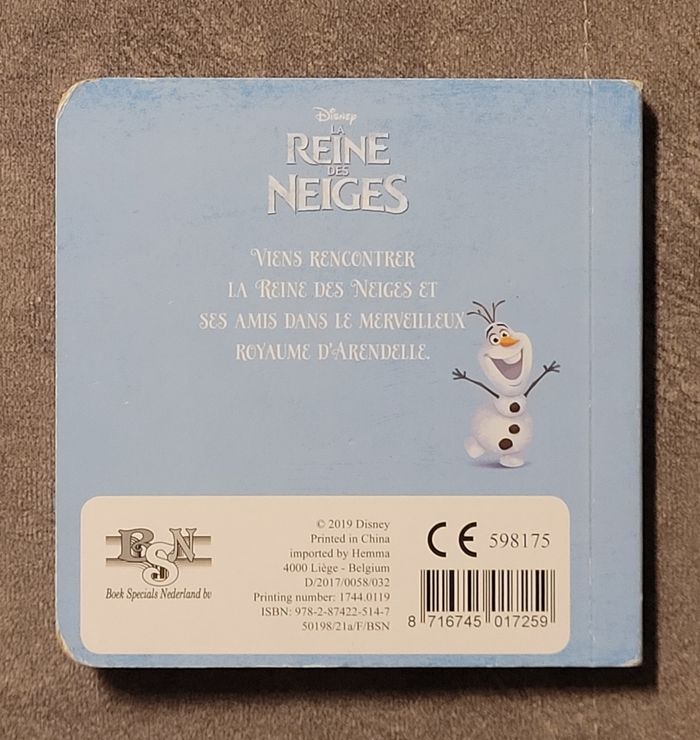 Disney
LA
REINE
DES
NEIGES
VIENS RENCONTRER
LA REINE DES NEIGES ET
SES AMIS DANS LE MERVEILLEUX
ROYAUME D'ARENDELLE.
BSN
Boek Specials Nederland bv
© 2019 Disney
Printed in China
imported by Hemma
4000 Liège - Belgium
D/2017/0058/032
Printing number: 1744.0119
ISBN: 978-2-87422-514-7
50198/21a/F/BSN
CE 598175
8 716745 017259